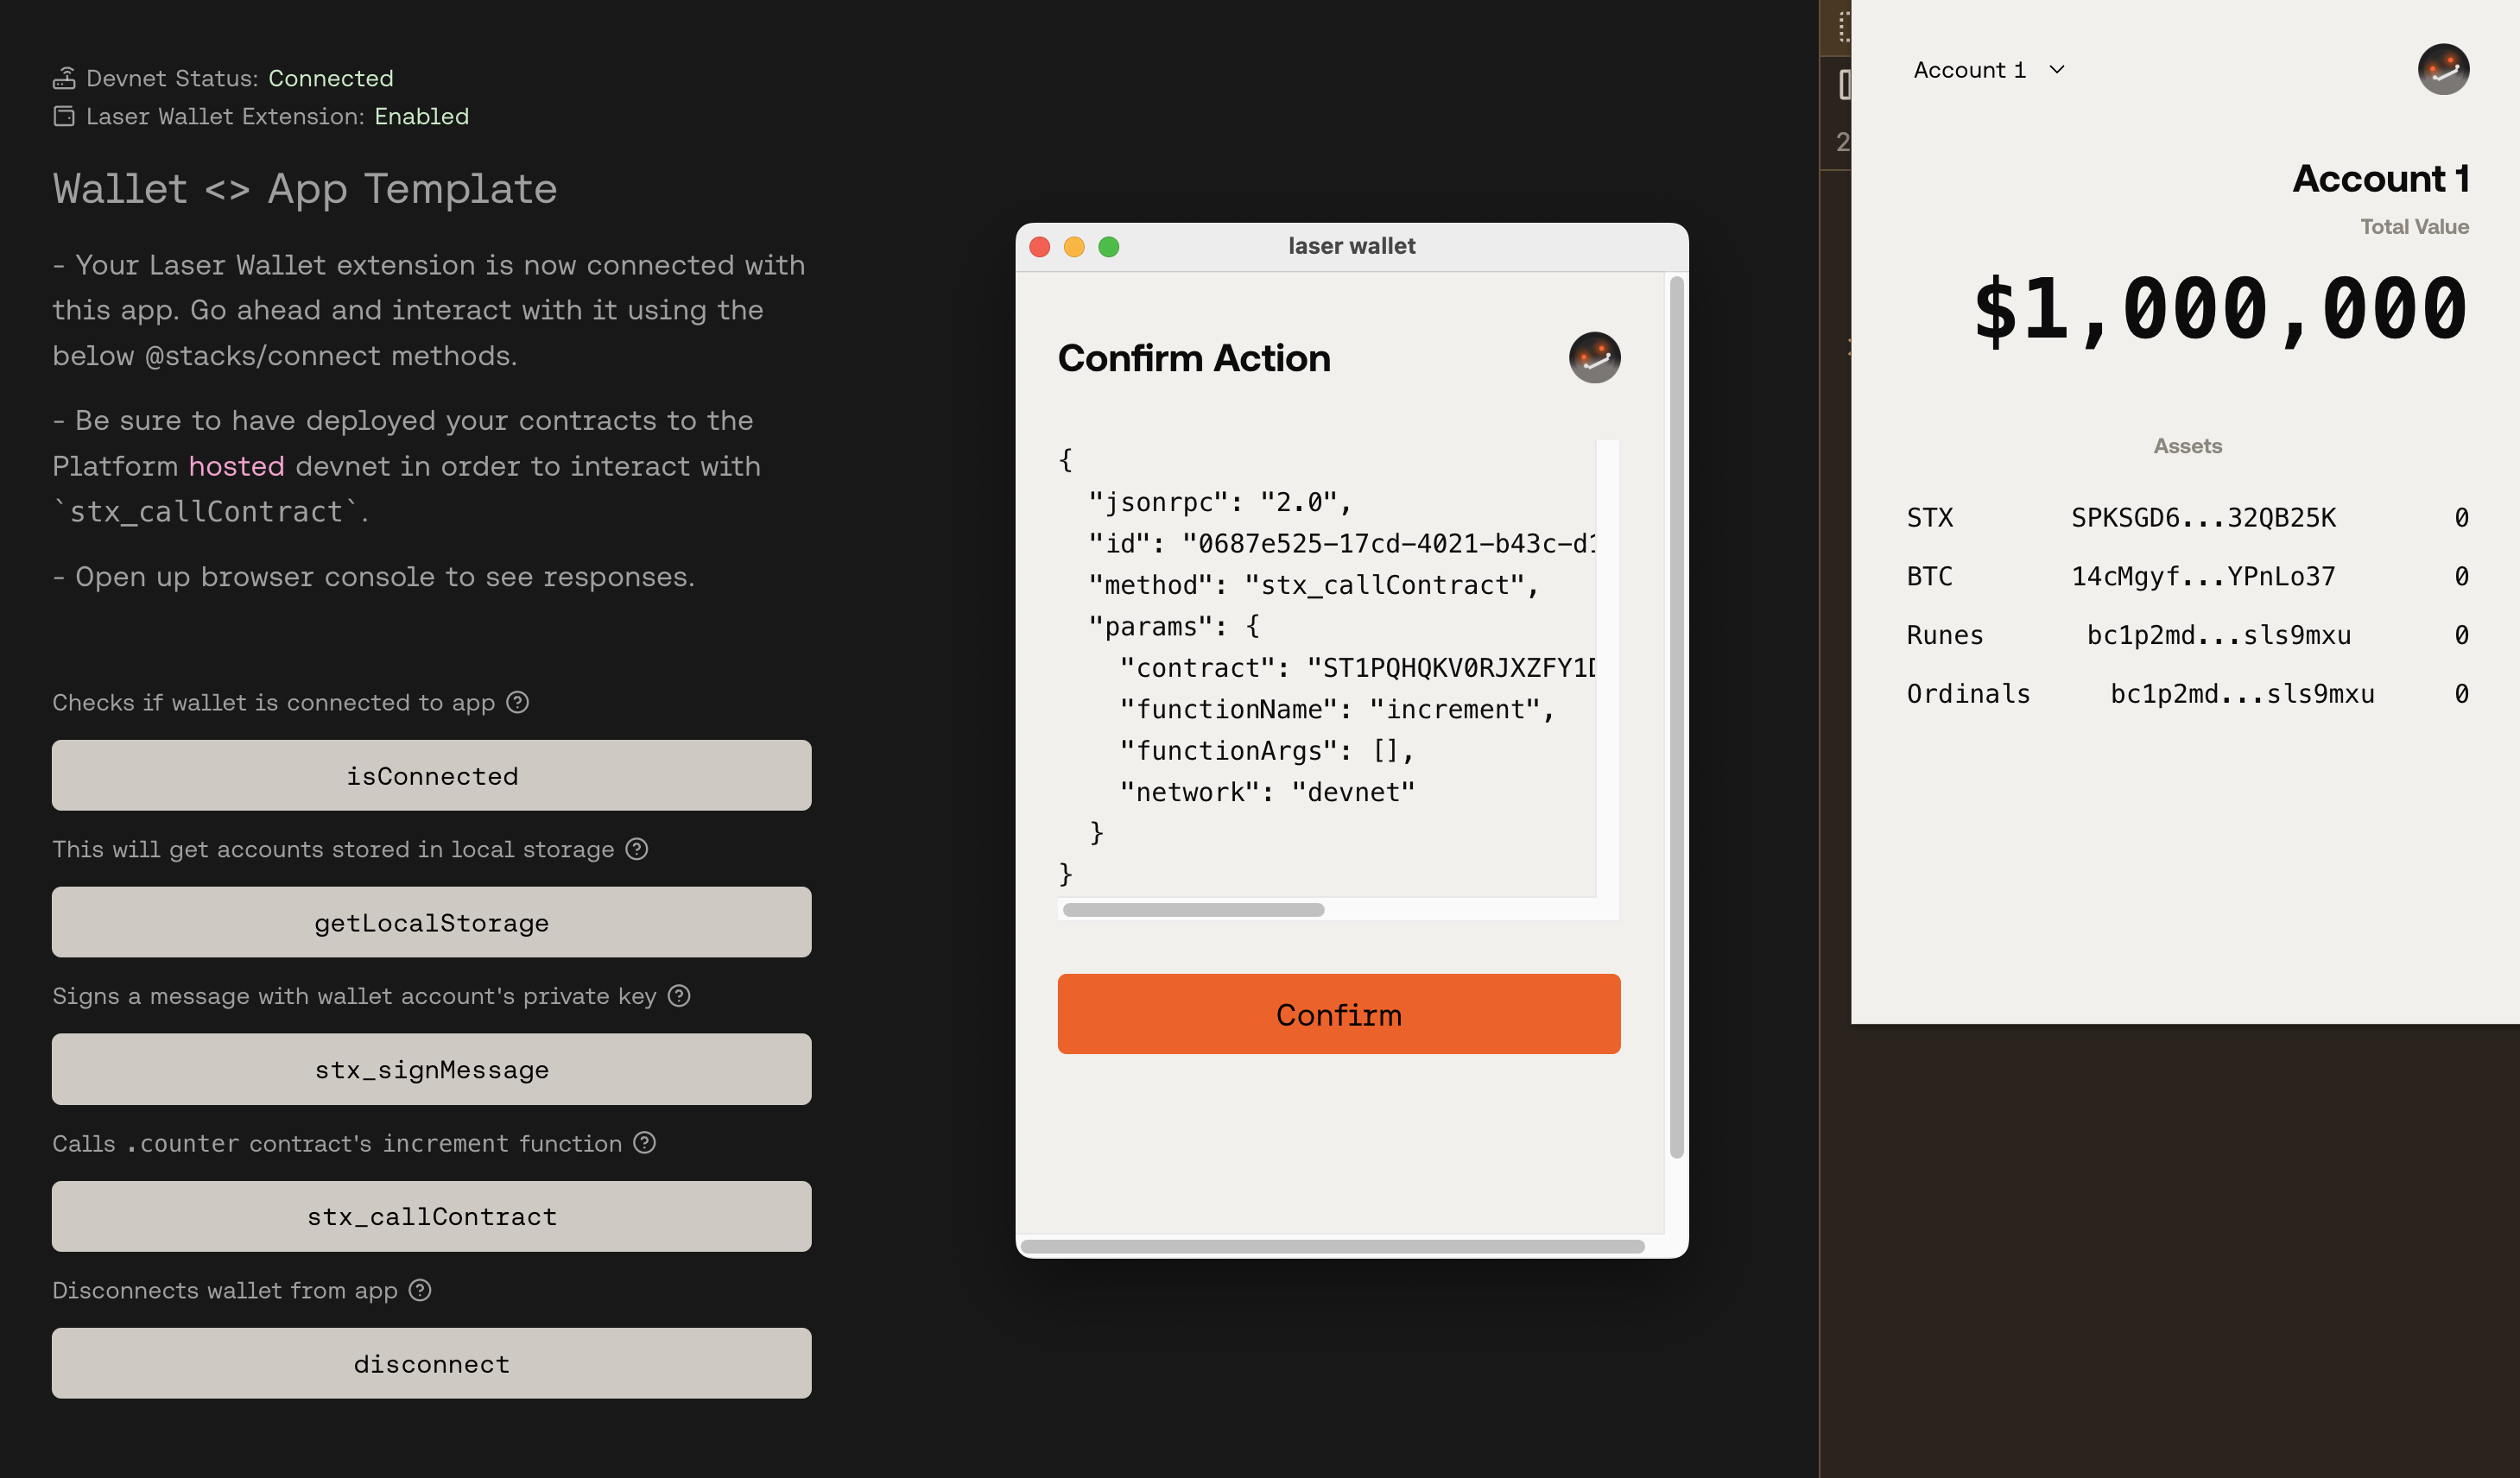 Devnet Status: Connected
Laser Wallet Extension: Enabled
Wallet <> App Template
- Your Laser Wallet extension is now connected with
this app. Go ahead and interact with it using the
below @stacks/connect methods.
- Be sure to have deployed your contracts to the
Platform hosted devnet in order to interact with
`stx_callContract`.
- Open up browser console to see responses.
Checks if wallet is connected to app
isConnected
This will get accounts stored in local storage
getLocalStorage
Signs a message with wallet account's private key
stx_signMessage
Calls .counter contract's increment function
stx_callContract
Disconnects wallet from app
disconnect
laser wallet
Confirm Action
{
"jsonrpc": "2.0",
"id": "0687e525-17cd-4021-b43c-d1
"method": "stx_callContract",
"params": {
"contract": "ST1PQHQKV0RJXZFY1D
"functionName": "increment",
"functionArgs": [],
"network": "devnet"
}
}
Confirm
2
Account 1
Account 1
Total Value
$1,000,000
Assets
STX SPKSGD6...32QB25K 0
BTC 14cMgyf...YPnLo37 0
Runes bc1p2md...sls9mxu 0
Ordinals bc1p2md...sls9mxu 0